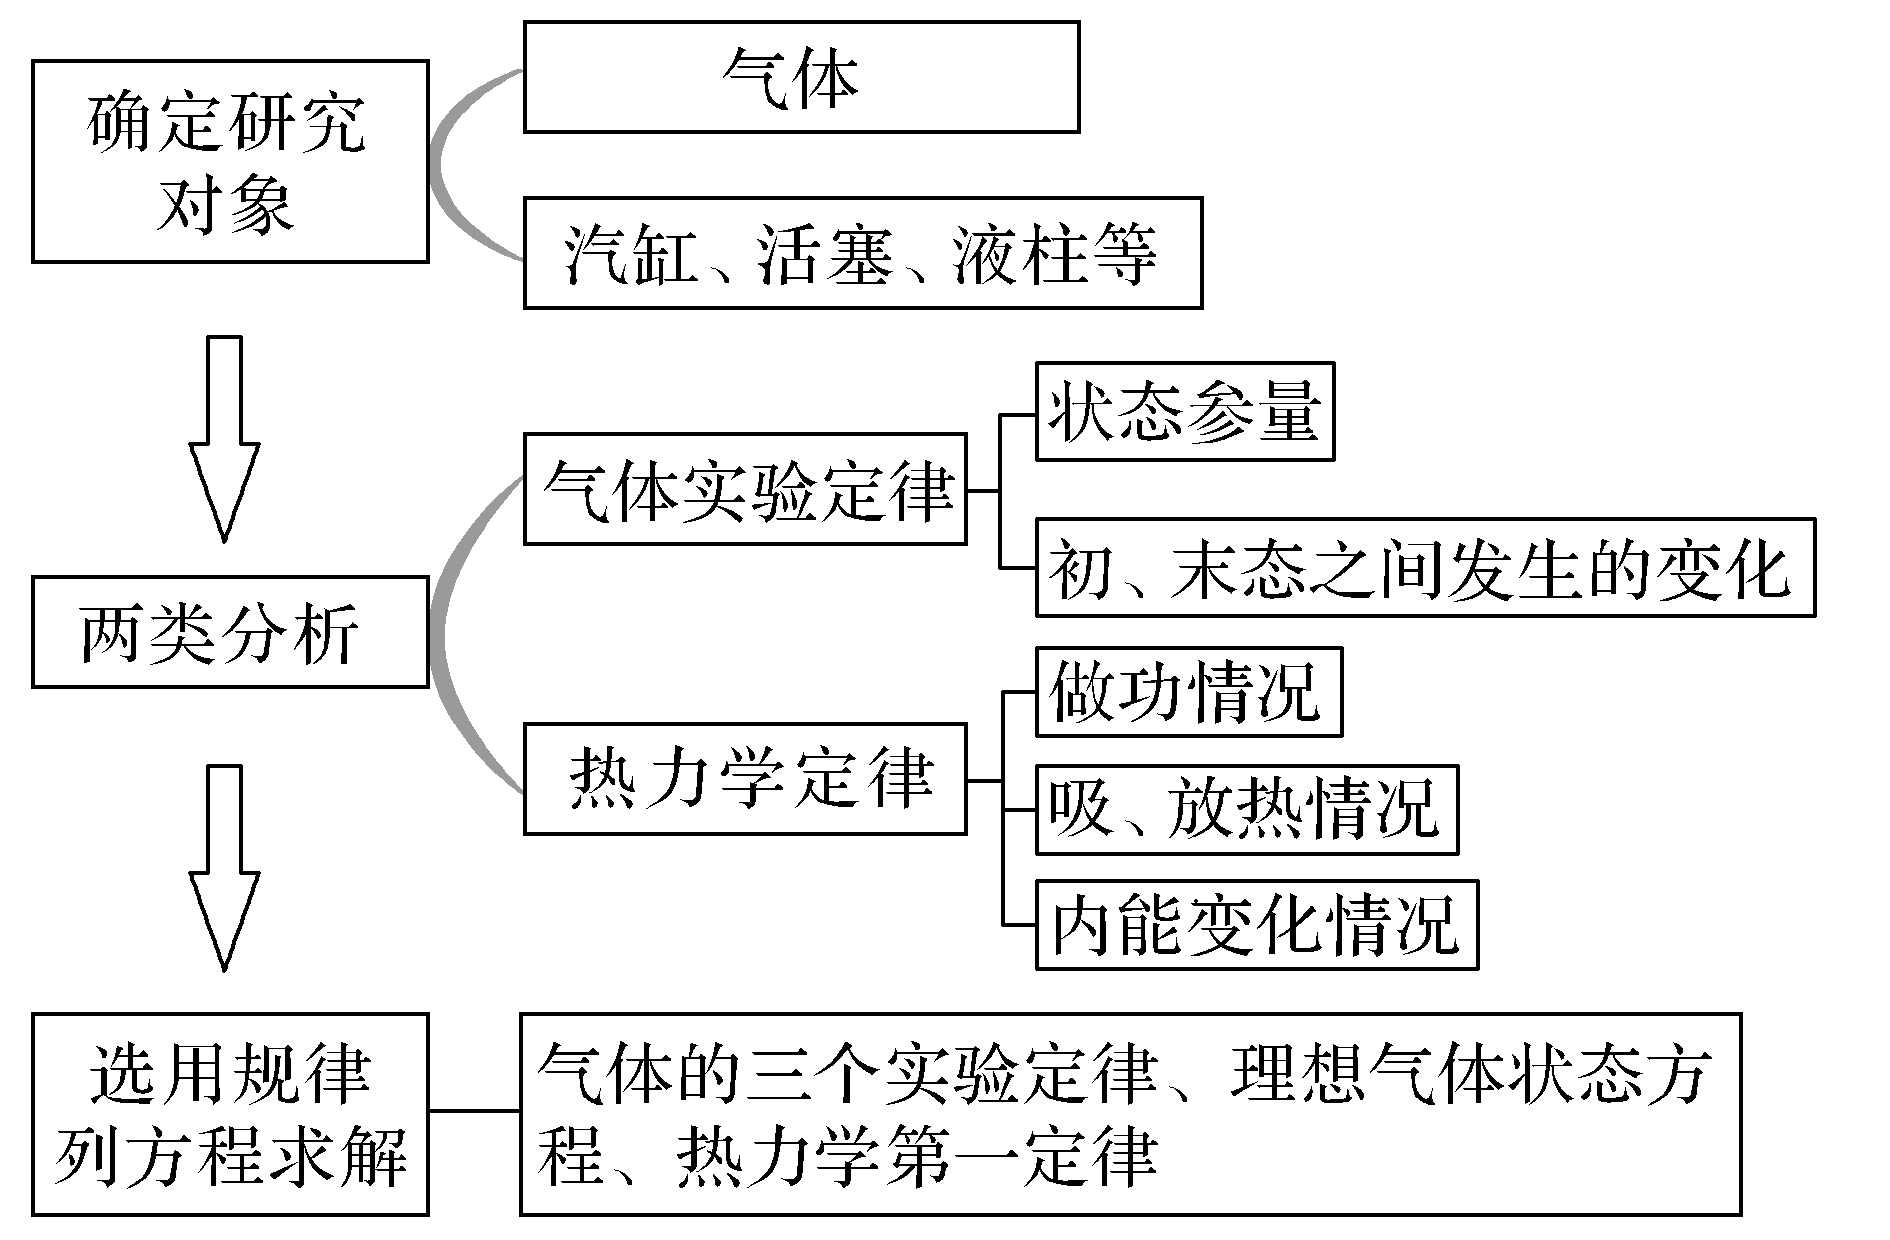 确定研究
对象
气体
汽缸、活塞、液柱等
两类分析
气体实验定律
状态参量
初、末态之间发生的变化
热力学定律
做功情况
吸、放热情况
内能变化情况
选用规律
列方程求解
气体的三个实验定律、理想气体状态方
程、热力学第一定律